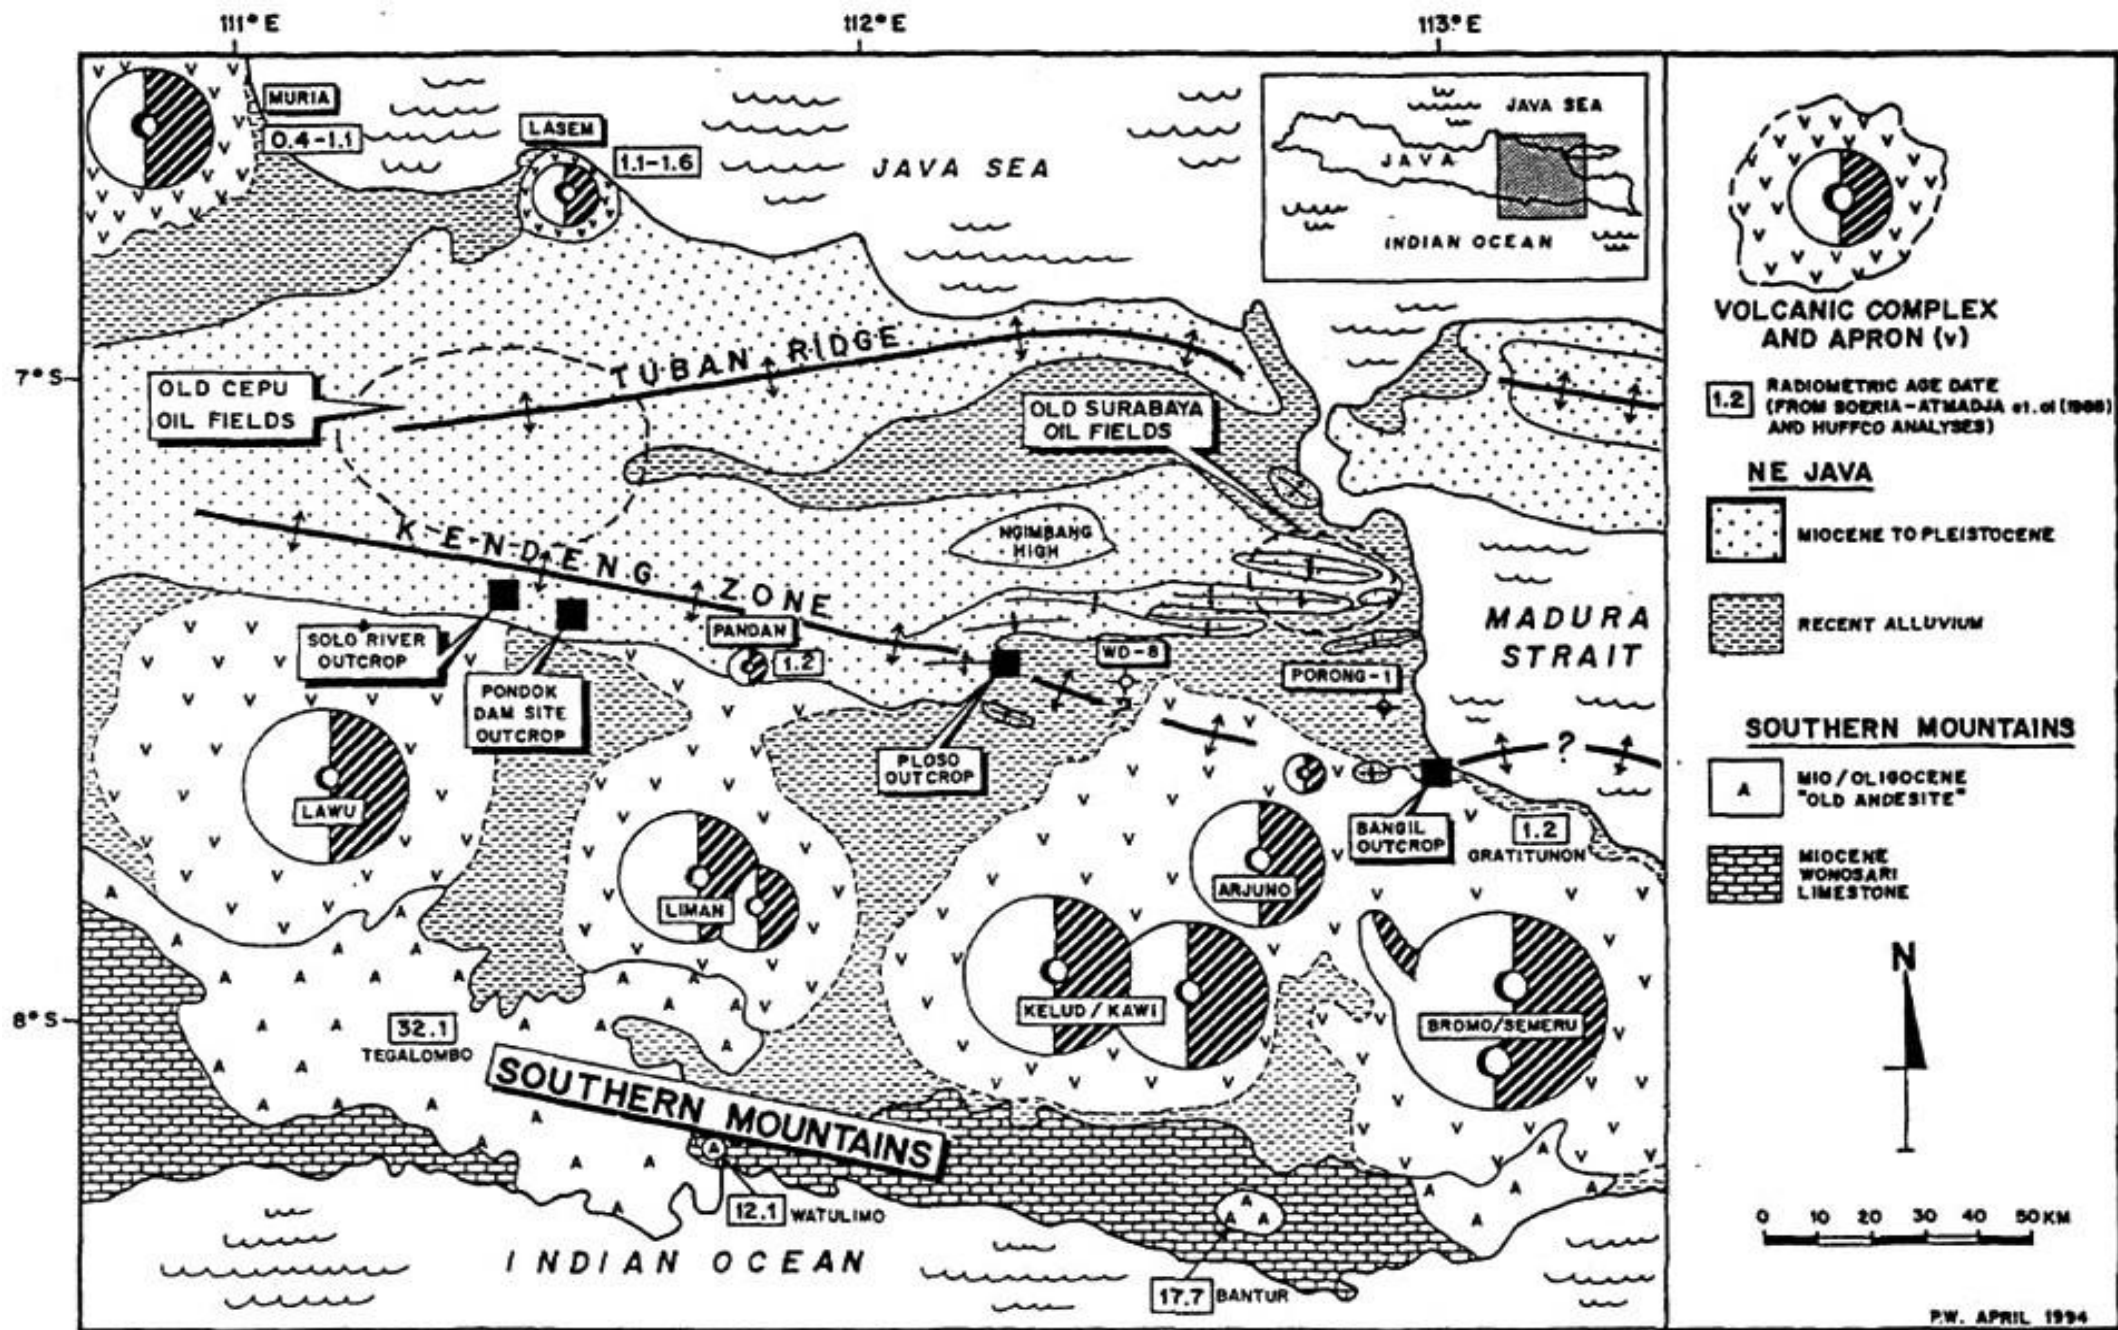 111° E
112° E
113° E
7° S
8° S
MURIA
0.4-1.1
LASEM
1.1-1.6
JAVA SEA
JAVA SEA
JAVA
INDIAN OCEAN
TUBAN RIDGE
OLD CEPU
OIL FIELDS
OLD SURABAYA
OIL FIELDS
NGIMBANG
HIGH
K-E-N-D-E-N-G ZONE
SOLO RIVER
OUTCROP
PONDOK
DAM SITE
OUTCROP
PANDAN
1.2
WD-8
PORONG-1
MADURA
STRAIT
?
PLOSO
OUTCROP
BANGIL
OUTCROP
1.2
GRATITUNON
LAWU
LIMAN
ARJUNO
KELUD / KAWI
BROMO/SEMERU
32.1
TEGALOMBO
SOUTHERN MOUNTAINS
12.1 WATULIMO
17.7 BANTUR
INDIAN OCEAN
VOLCANIC COMPLEX
AND APRON (v)
1.2
RADIOMETRIC AGE DATE
(FROM SOERIA-ATMADJA et. al
AND HUFFCO ANALYSES)
NE JAVA
MIOCENE TO PLEISTOCENE
RECENT ALLUVIUM
SOUTHERN MOUNTAINS
A
MIO / OLIGOCENE
"OLD ANDESITE"
MIOCENE
WONOSARI
LIMESTONE
N
0 10 20 30 40 50 KM
P.W. APRIL 1994